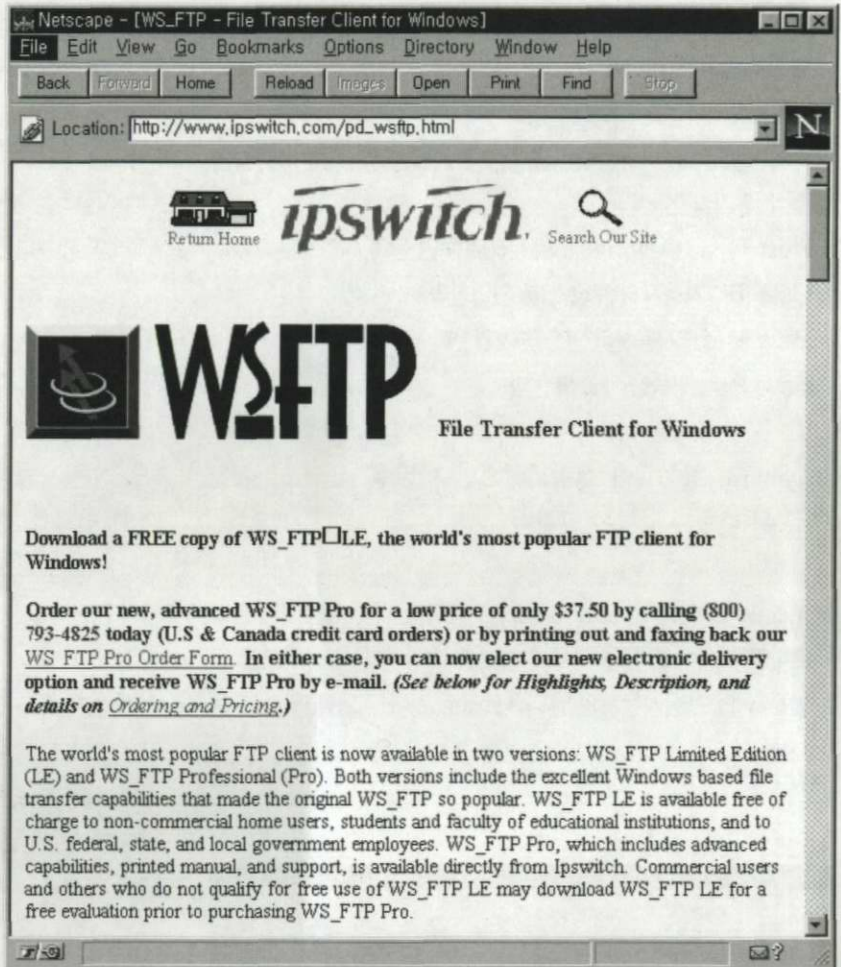 Netscape - [WS_FTP - File Transfer Client for Windows]
File Edit View Go Bookmarks Options Directory Window Help
Back Forward Home Reload Images Open Print Find Stop
Location: http://www.ipswitch.com/pd_wsftp.html
N
Return Home ipswitch. Search Our Site
WS_FTP File Transfer Client for Windows
Download a FREE copy of WS_FTP□LE, the world's most popular FTP client for
Windows!
Order our new, advanced WS_FTP Pro for a low price of only $37.50 by calling (800)
793-4825 today (U.S & Canada credit card orders) or by printing out and faxing back our
WS_FTP Pro Order Form. In either case, you can now elect our new electronic delivery
option and receive WS_FTP Pro by e-mail. (See below for Highlights, Description, and
details on Ordering and Pricing.)
The world's most popular FTP client is now available in two versions: WS_FTP Limited Edition
(LE) and WS_FTP Professional (Pro). Both versions include the excellent Windows based file
transfer capabilities that made the original WS_FTP so popular. WS_FTP LE is available free of
charge to non-commercial home users, students and faculty of educational institutions, and to
U.S. federal, state, and local government employees. WS_FTP Pro, which includes advanced
capabilities, printed manual, and support, is available directly from Ipswitch. Commercial users
and others who do not qualify for free use of WS_FTP LE may download WS_FTP LE for a
free evaluation prior to purchasing WS_FTP Pro.